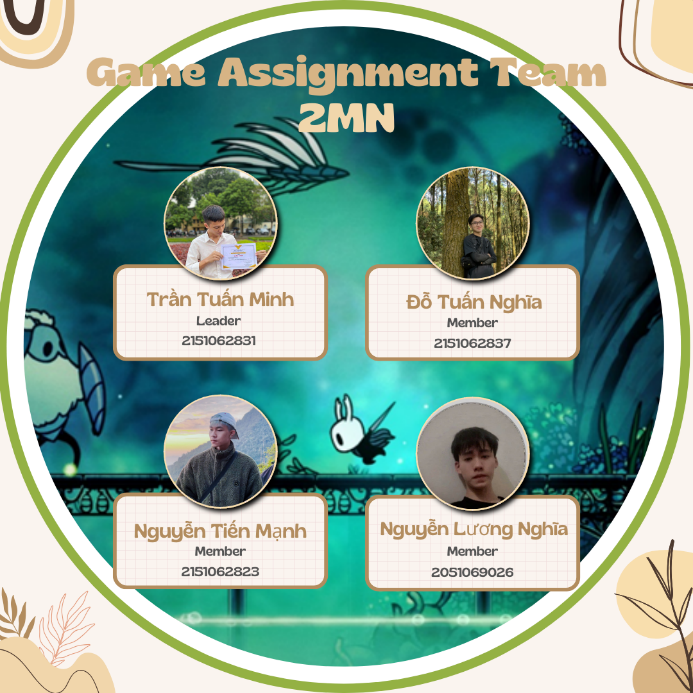 Game Assignment Team
2MN
Trần Tuấn Minh
Leader
2151062831
Đỗ Tuấn Nghĩa
Member
2151062837
Nguyễn Tiến Mạnh
Member
2151062823
Nguyễn Lương Nghĩa
Member
2051069026